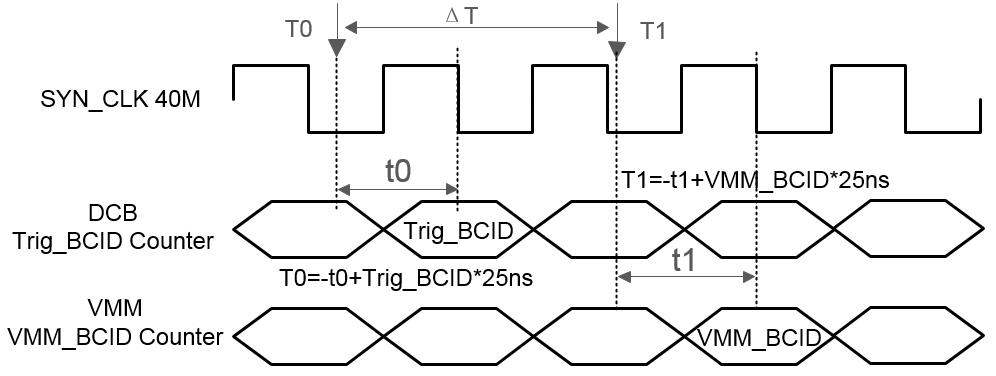 T0
ΔT
T1
SYN_CLK 40M
t0
T1=-t1+VMM_BCID*25ns
DCB
Trig_BCID Counter
Trig_BCID
t1
T0=-t0+Trig_BCID*25ns
VMM
VMM_BCID Counter
VMM_BCID